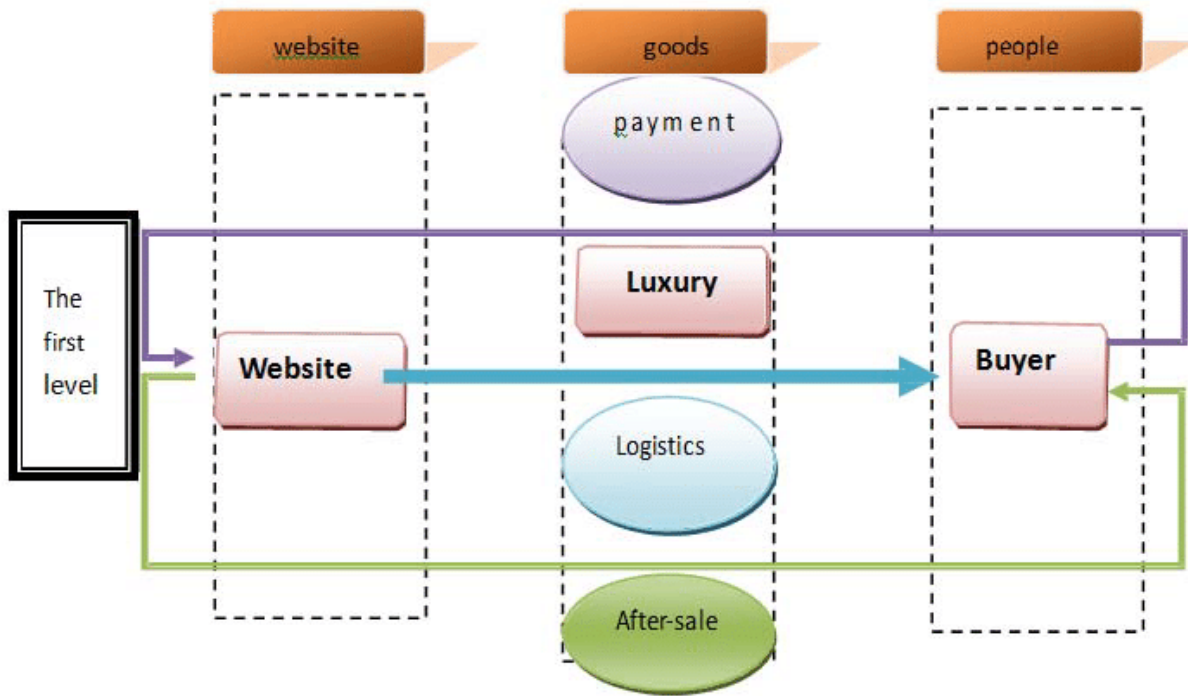 website
goods
people
payment
The
first
level
Luxury
Website
Buyer
Logistics
After-sale